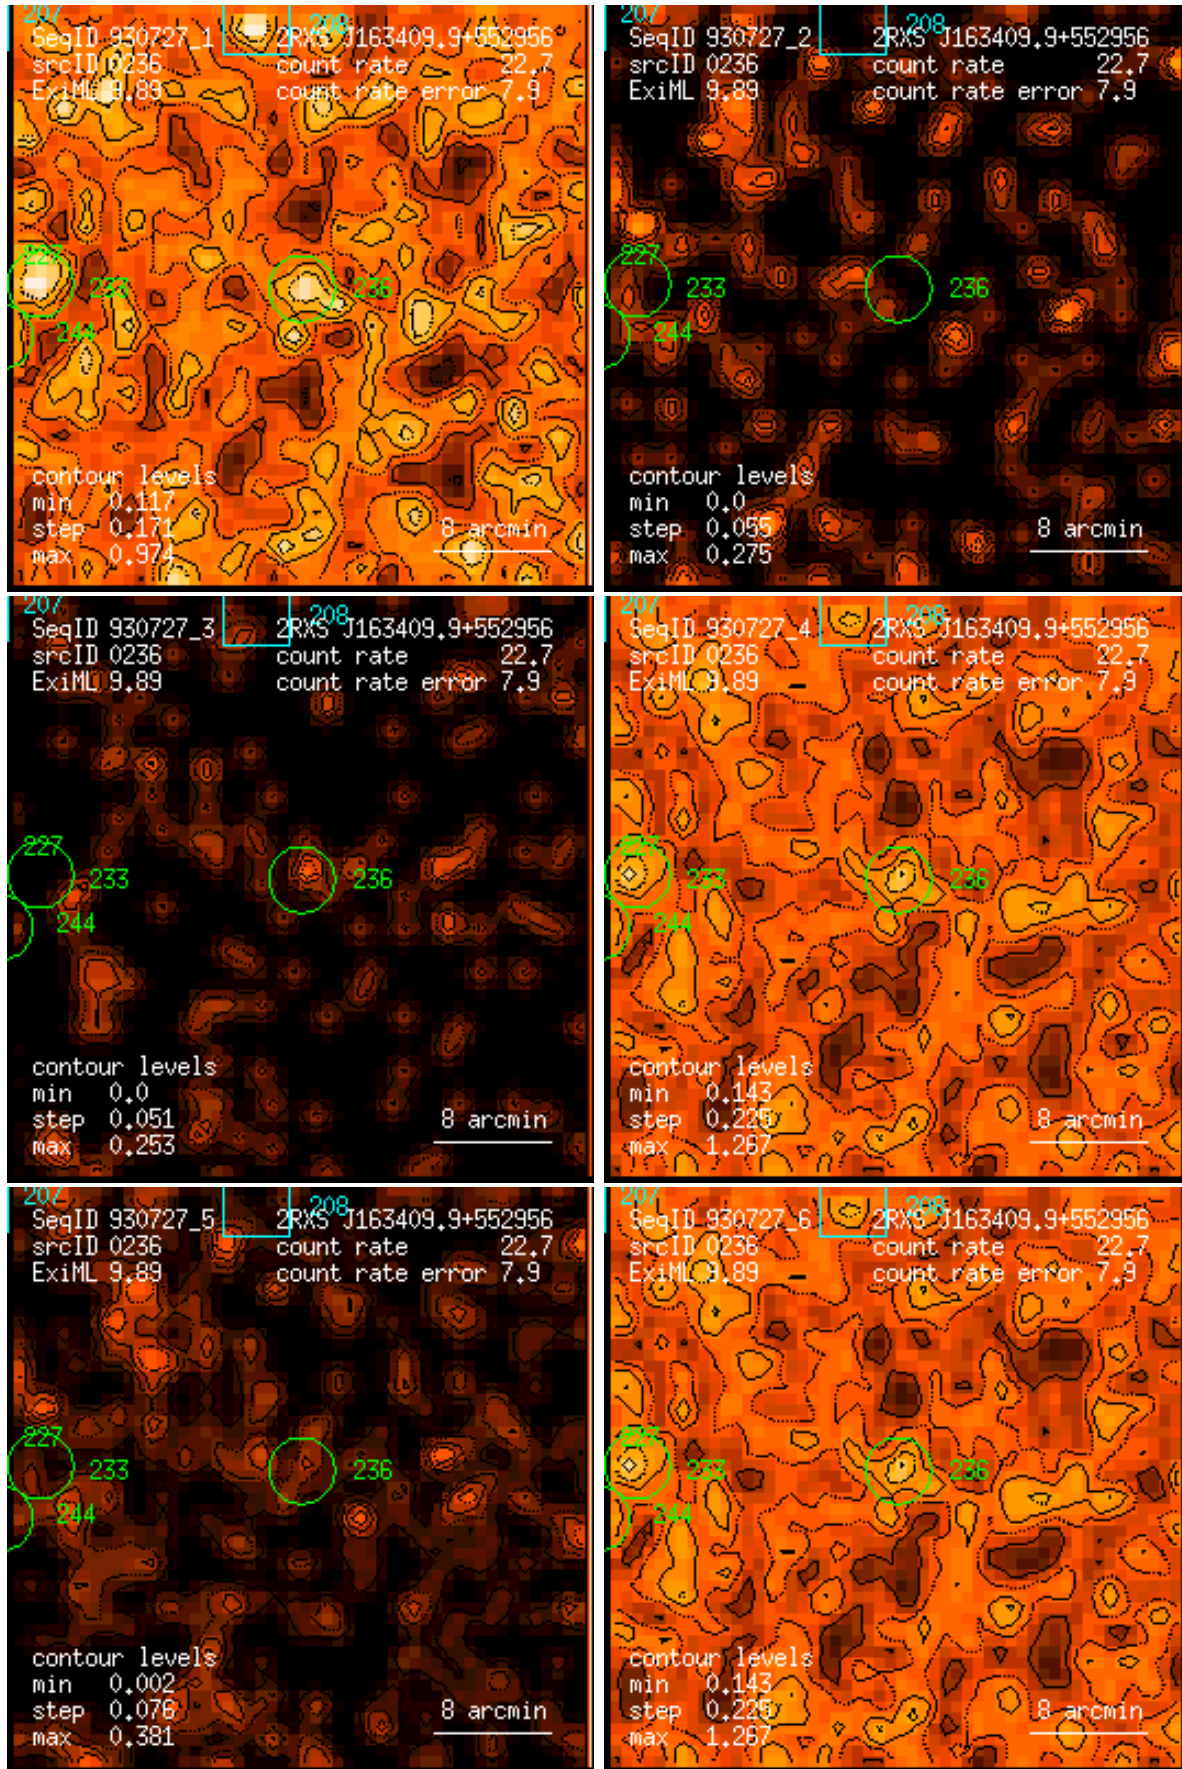 207 208
SeqID 930727_1 2RXS J163409.9+552956
srcID 0236 count rate 22.7
ExiML 9.89 count rate error 7.9
227
233 236
244
contour levels
min 0.117
step 0.171 8 arcmin
max 0.974
207 208
SeqID 930727_2 2RXS J163409.9+552956
srcID 0236 count rate 22.7
ExiML 9.89 count rate error 7.9
227
233 236
244
contour levels
min 0.0
step 0.055 8 arcmin
max 0.275
207 208
SeqID 930727_3 2RXS J163409.9+552956
srcID 0236 count rate 22.7
ExiML 9.89 count rate error 7.9
227
233 236
244
contour levels
min 0.0
step 0.051 8 arcmin
max 0.253
207 208
SeqID 930727_4 2RXS J163409.9+552956
srcID 0236 count rate 22.7
ExiML 9.89 count rate error 7.9
227
233 236
244
contour levels
min 0.143
step 0.225 8 arcmin
max 1.267
207 208
SeqID 930727_5 2RXS J163409.9+552956
srcID 0236 count rate 22.7
ExiML 9.89 count rate error 7.9
227
233 236
244
contour levels
min 0.002
step 0.076 8 arcmin
max 0.381
207 208
SeqID 930727_6 2RXS J163409.9+552956
srcID 0236 count rate 22.7
ExiML 9.89 count rate error 7.9
227
233 236
244
contour levels
min 0.143
step 0.225 8 arcmin
max 1.267